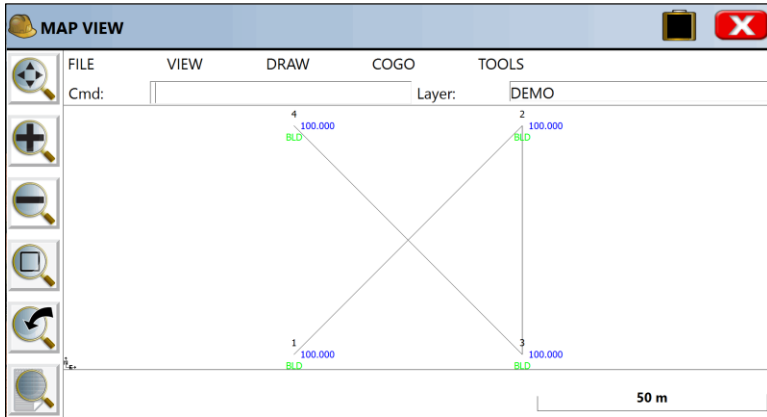 MAP VIEW
FILE VIEW DRAW COGO TOOLS
Cmd: Layer: DEMO
4 2
100.000 100.000
BLD BLD
1 3
100.000 100.000
BLD BLD
50 m